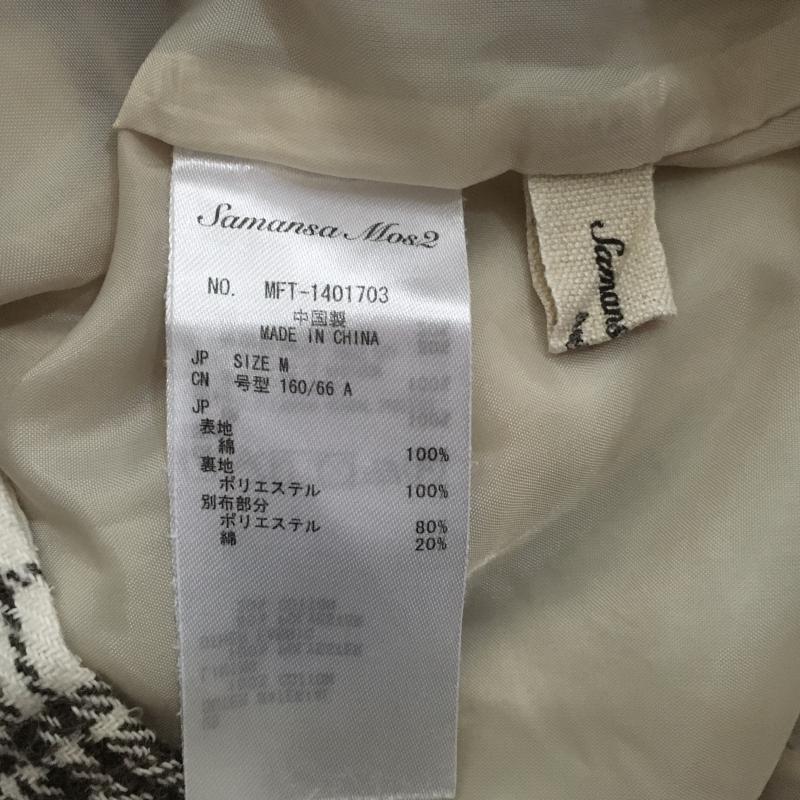 Samansa Mos2
NO. MFT-1401703
中国製
MADE IN CHINA
JP SIZE M
CN 号型 160/66 A
JP
表地
綿 100%
裏地
ポリエステル 100%
別布部分
ポリエステル 80%
綿 20%